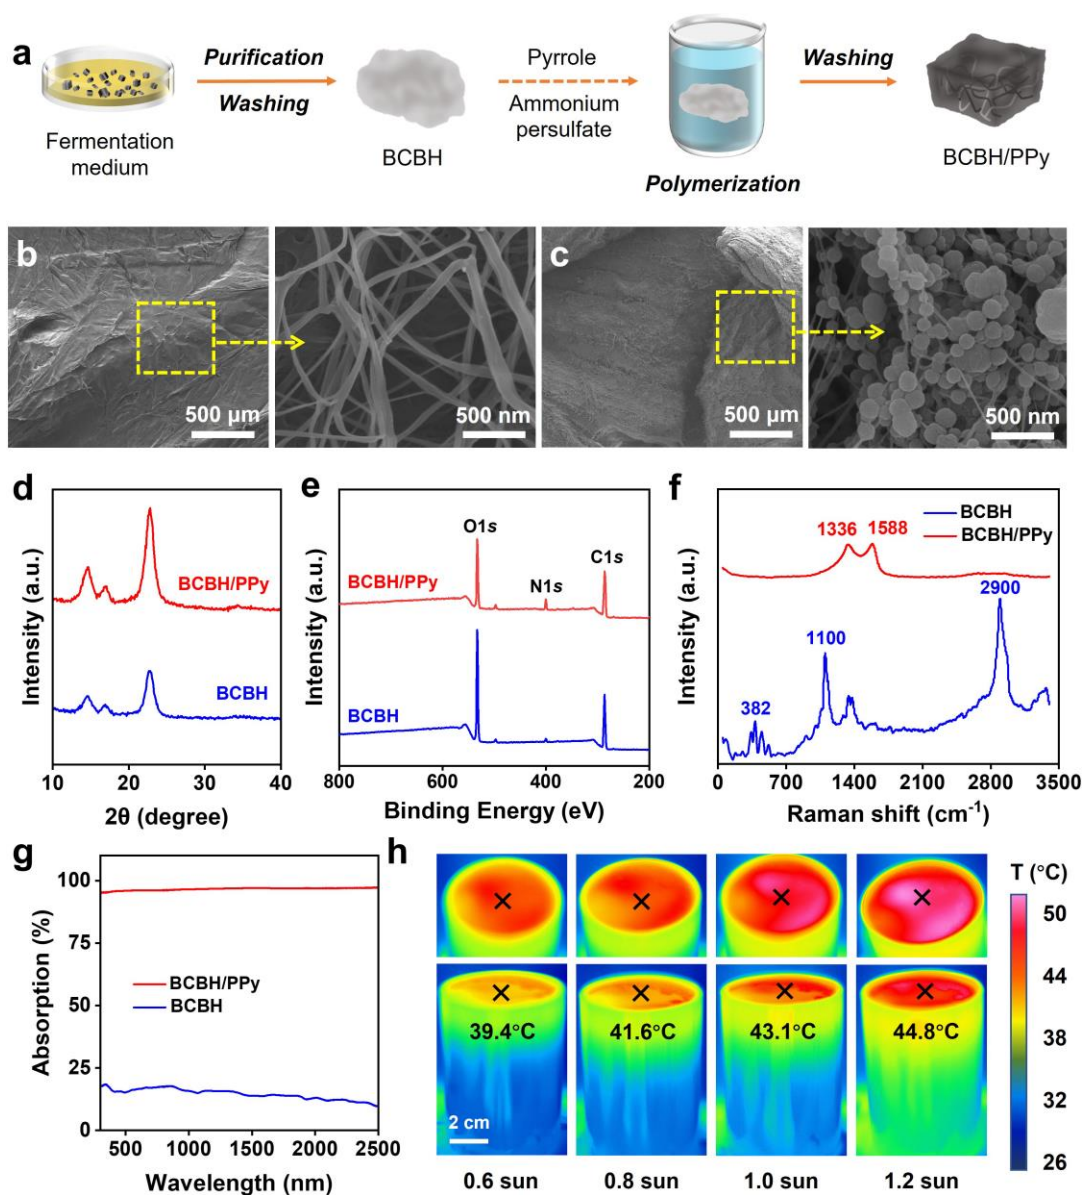 a
Fermentation
medium
Purification
Washing
BCBH
Pyrrole
Ammonium
persulfate
Polymerization
Washing
BCBH/PPy
b
500 μm
500 nm
c
500 μm
500 nm
d
Intensity (a.u.)
BCBH/PPy
BCBH
10 20 30 40
2θ (degree)
e
Intensity (a.u.)
O1s
N1s
C1s
BCBH/PPy
BCBH
800 600 400 200
Binding Energy (eV)
f
Intensity (a.u.)
BCBH
BCBH/PPy
1336 1588
2900
1100
382
0 700 1400 2100 2800 3500
Raman shift (cm⁻¹)
g
Absorption (%)
100
75
50
25
0
BCBH/PPy
BCBH
500 1000 1500 2000 2500
Wavelength (nm)
h
39.4°C
41.6°C
43.1°C
44.8°C
2 cm
0.6 sun
0.8 sun
1.0 sun
1.2 sun
T (°C)
50
44
38
32
26